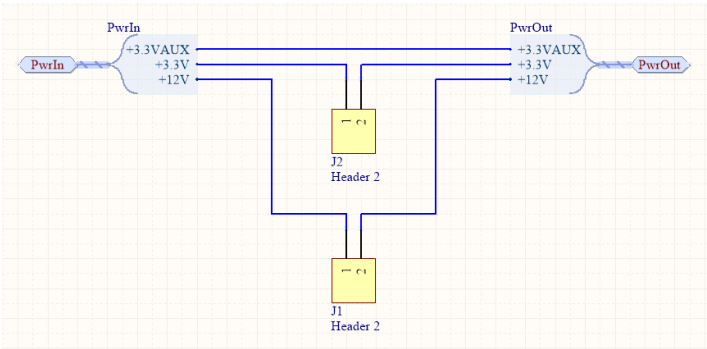 PwrIn
PwrOut
+3.3VAUX
+3.3VAUX
PwrIn
+3.3V
+3.3V
PwrOut
+12V
+12V
1 2
J2
Header 2
1 2
J1
Header 2